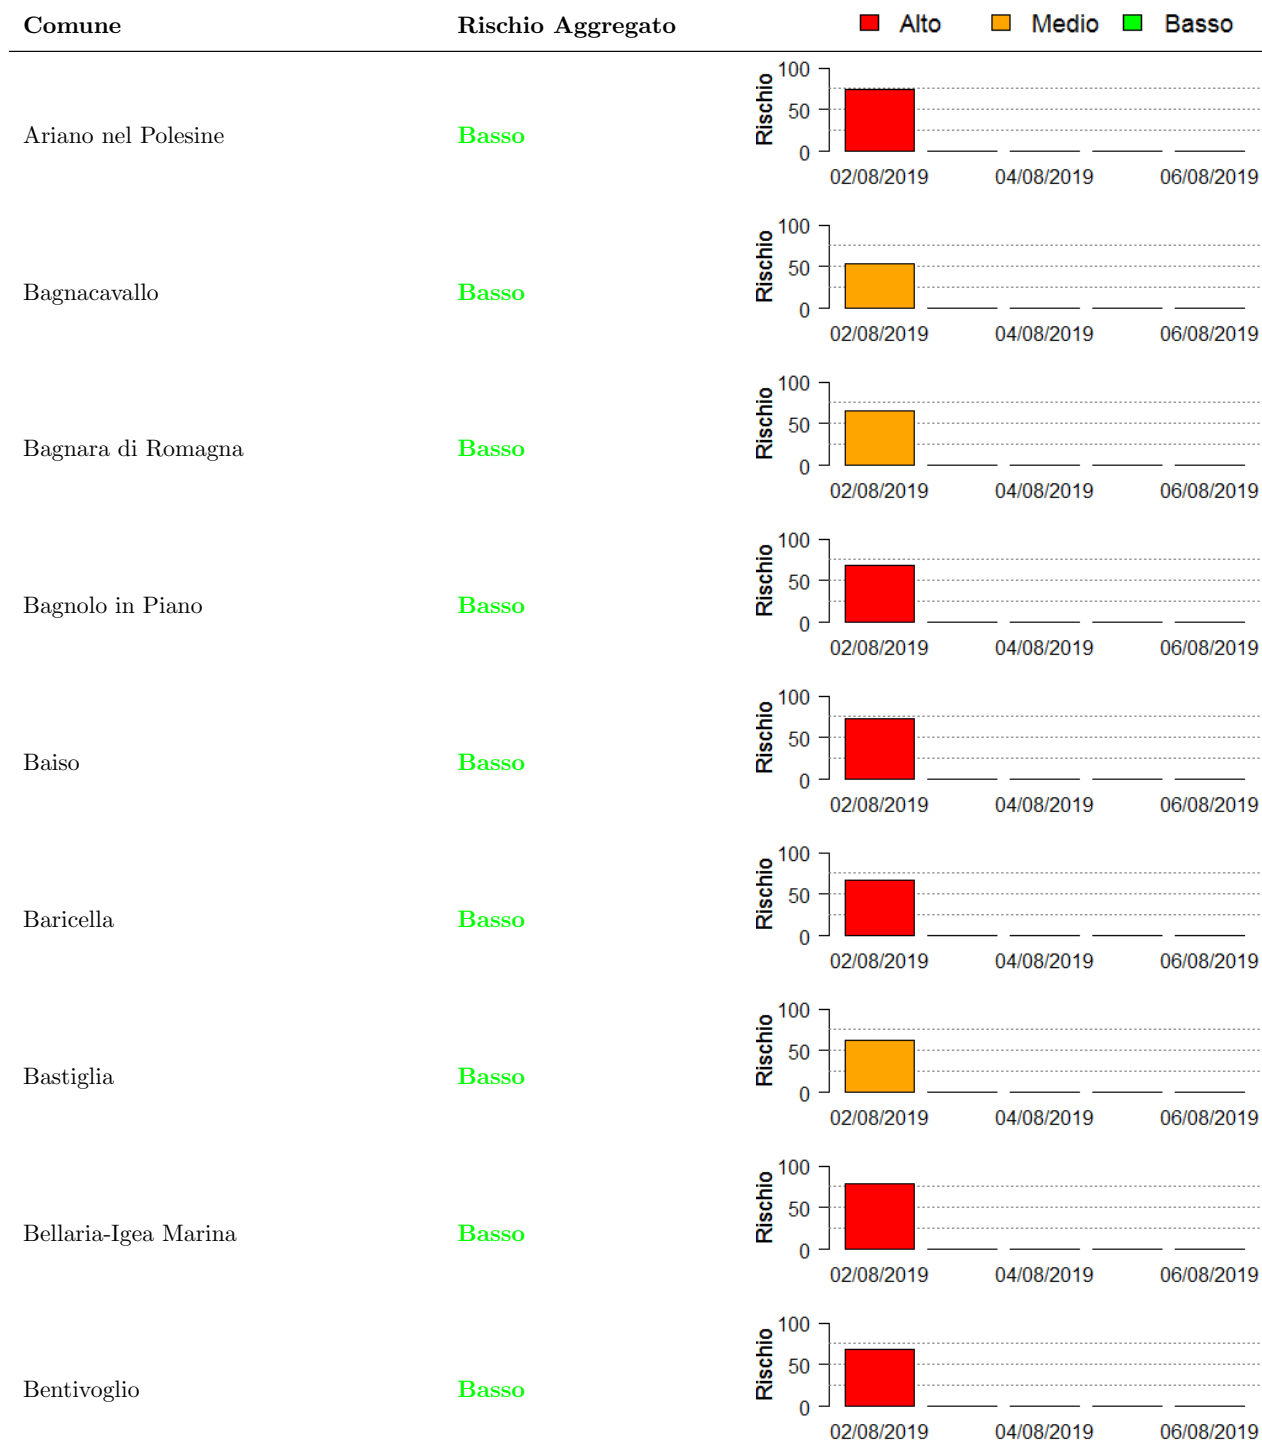 Comune Rischio Aggregato Alto Medio Basso
Ariano nel Polesine Basso
Rischio
100
50
0
02/08/2019 04/08/2019 06/08/2019
Bagnacavallo Basso
Rischio
100
50
0
02/08/2019 04/08/2019 06/08/2019
Bagnara di Romagna Basso
Rischio
100
50
0
02/08/2019 04/08/2019 06/08/2019
Bagnolo in Piano Basso
Rischio
100
50
0
02/08/2019 04/08/2019 06/08/2019
Baiso Basso
Rischio
100
50
0
02/08/2019 04/08/2019 06/08/2019
Baricella Basso
Rischio
100
50
0
02/08/2019 04/08/2019 06/08/2019
Bastiglia Basso
Rischio
100
50
0
02/08/2019 04/08/2019 06/08/2019
Bellaria-Igea Marina Basso
Rischio
100
50
0
02/08/2019 04/08/2019 06/08/2019
Bentivoglio Basso
Rischio
100
50
0
02/08/2019 04/08/2019 06/08/2019